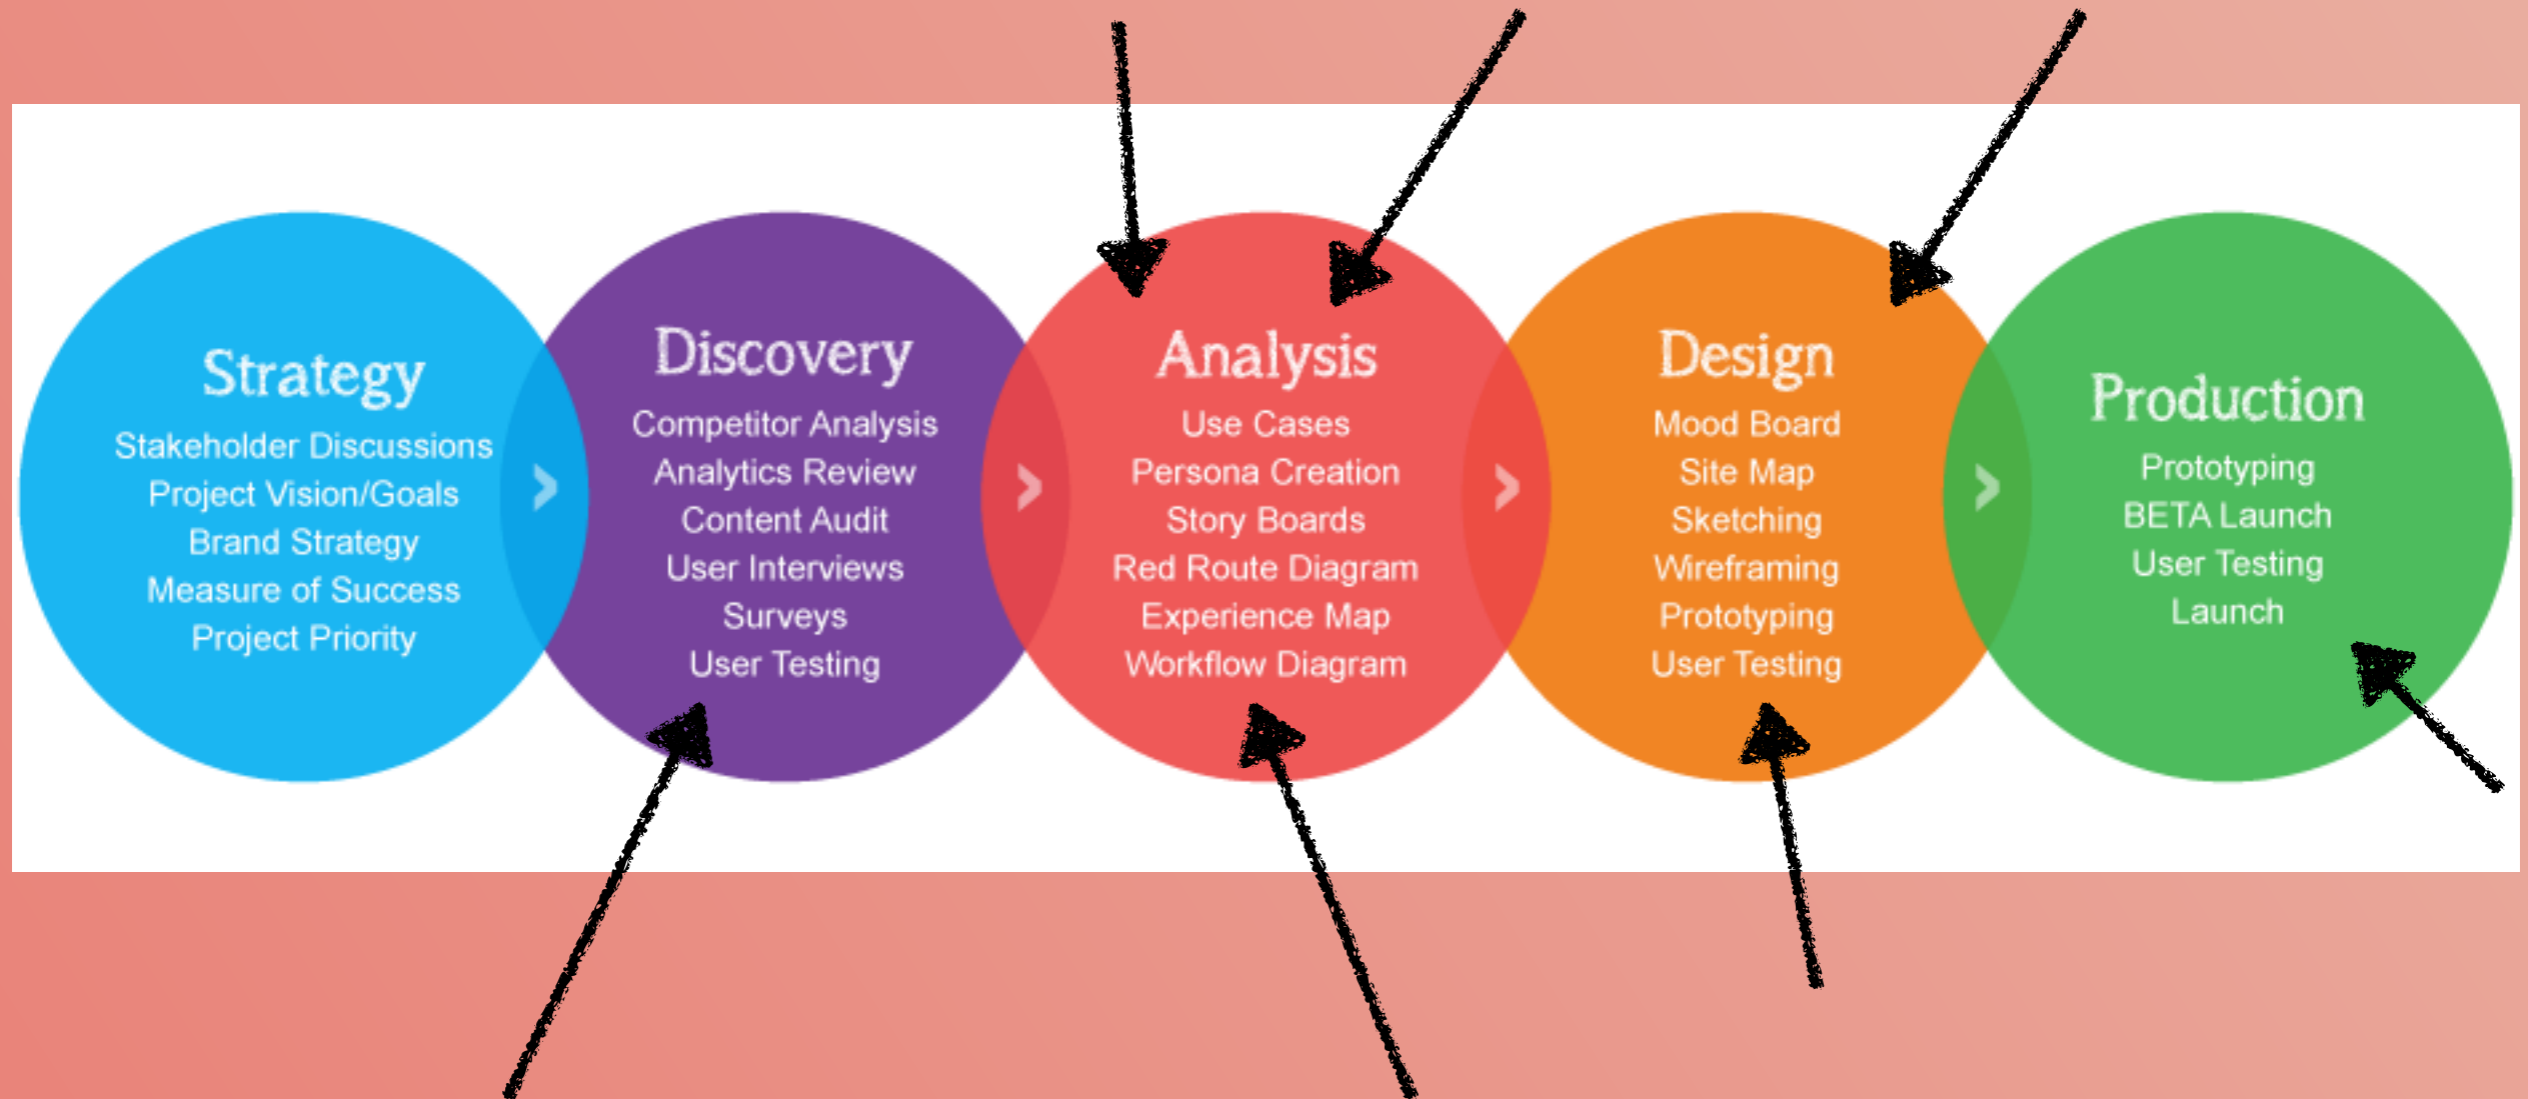 Strategy
Stakeholder Discussions
Project Vision/Goals
Brand Strategy
Measure of Success
Project Priority
Discovery
Competitor Analysis
Analytics Review
Content Audit
User Interviews
Surveys
User Testing
Analysis
Use Cases
Persona Creation
Story Boards
Red Route Diagram
Experience Map
Workflow Diagram
Design
Mood Board
Site Map
Sketching
Wireframing
Prototyping
User Testing
Production
Prototyping
BETA Launch
User Testing
Launch